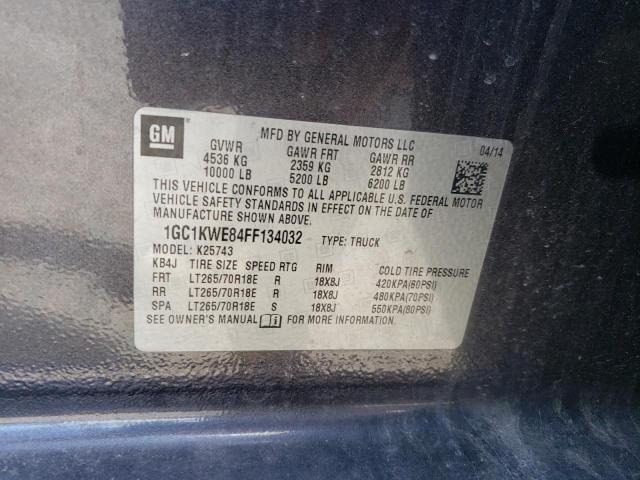 GM
MFD BY GENERAL MOTORS LLC
04/14
GVWR GAWR FRT GAWR RR
4536 KG 2359 KG 2812 KG
10000 LB 5200 LB 6200 LB
THIS VEHICLE CONFORMS TO ALL APPLICABLE U.S. FEDERAL MOTOR
VEHICLE SAFETY STANDARDS IN EFFECT ON THE DATE OF
MANUFACTURE SHOWN ABOVE.
1GC1KWE84FF134032 TYPE: TRUCK
MODEL: K25743
KB4J TIRE SIZE SPEED RTG RIM COLD TIRE PRESSURE
FRT LT265/70R18E R 18X8J 420KPA(60PSI)
RR LT265/70R18E R 18X8J 480KPA(70PSI)
SPA LT265/70R18E S 18X8J 550KPA(80PSI)
SEE OWNER'S MANUAL FOR MORE INFORMATION.